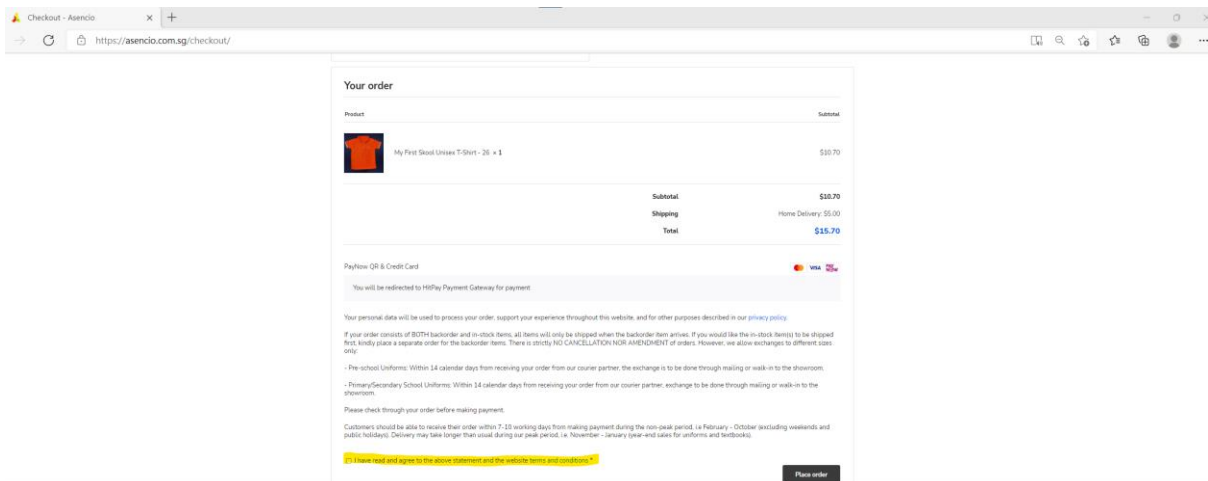 Checkout - Asencio
https://asencio.com.sg/checkout/
Your order
Product Subtotal
My First Skool Unisex T-Shirt - 26 × 1 $10.70
Subtotal $10.70
Shipping Home Delivery: $5.00
Total $15.70
PayNow QR & Credit Card VISA
You will be redirected to HitPay Payment Gateway for payment
Your personal data will be used to process your order, support your experience throughout this website, and for other purposes described in our privacy policy.
If your order consists of BOTH backorder and in-stock items, all items will only be shipped when the backorder item arrives. If you would like the in-stock item(s) to be shipped
first, kindly place a separate order for the backorder items. There is strictly NO CANCELLATION NOR AMENDMENT of orders. However, we allow exchanges to different sizes
only:
- Pre-school Uniforms: Within 14 calendar days from receiving your order from our courier partner, the exchange is to be done through mailing or walk-in to the showroom.
- Primary/Secondary School Uniforms: Within 14 calendar days from receiving your order from our courier partner, exchange to be done through mailing or walk-in to the
showroom.
Please check through your order before making payment.
Customers should be able to receive their order within 7-10 working days from making payment during the non-peak period, i.e February - October (excluding weekends and
public holidays). Delivery may take longer than usual during our peak period, i.e. November - January (year-end sales for uniforms and textbooks).
I have read and agree to the above statement and the website terms and conditions *
Place order